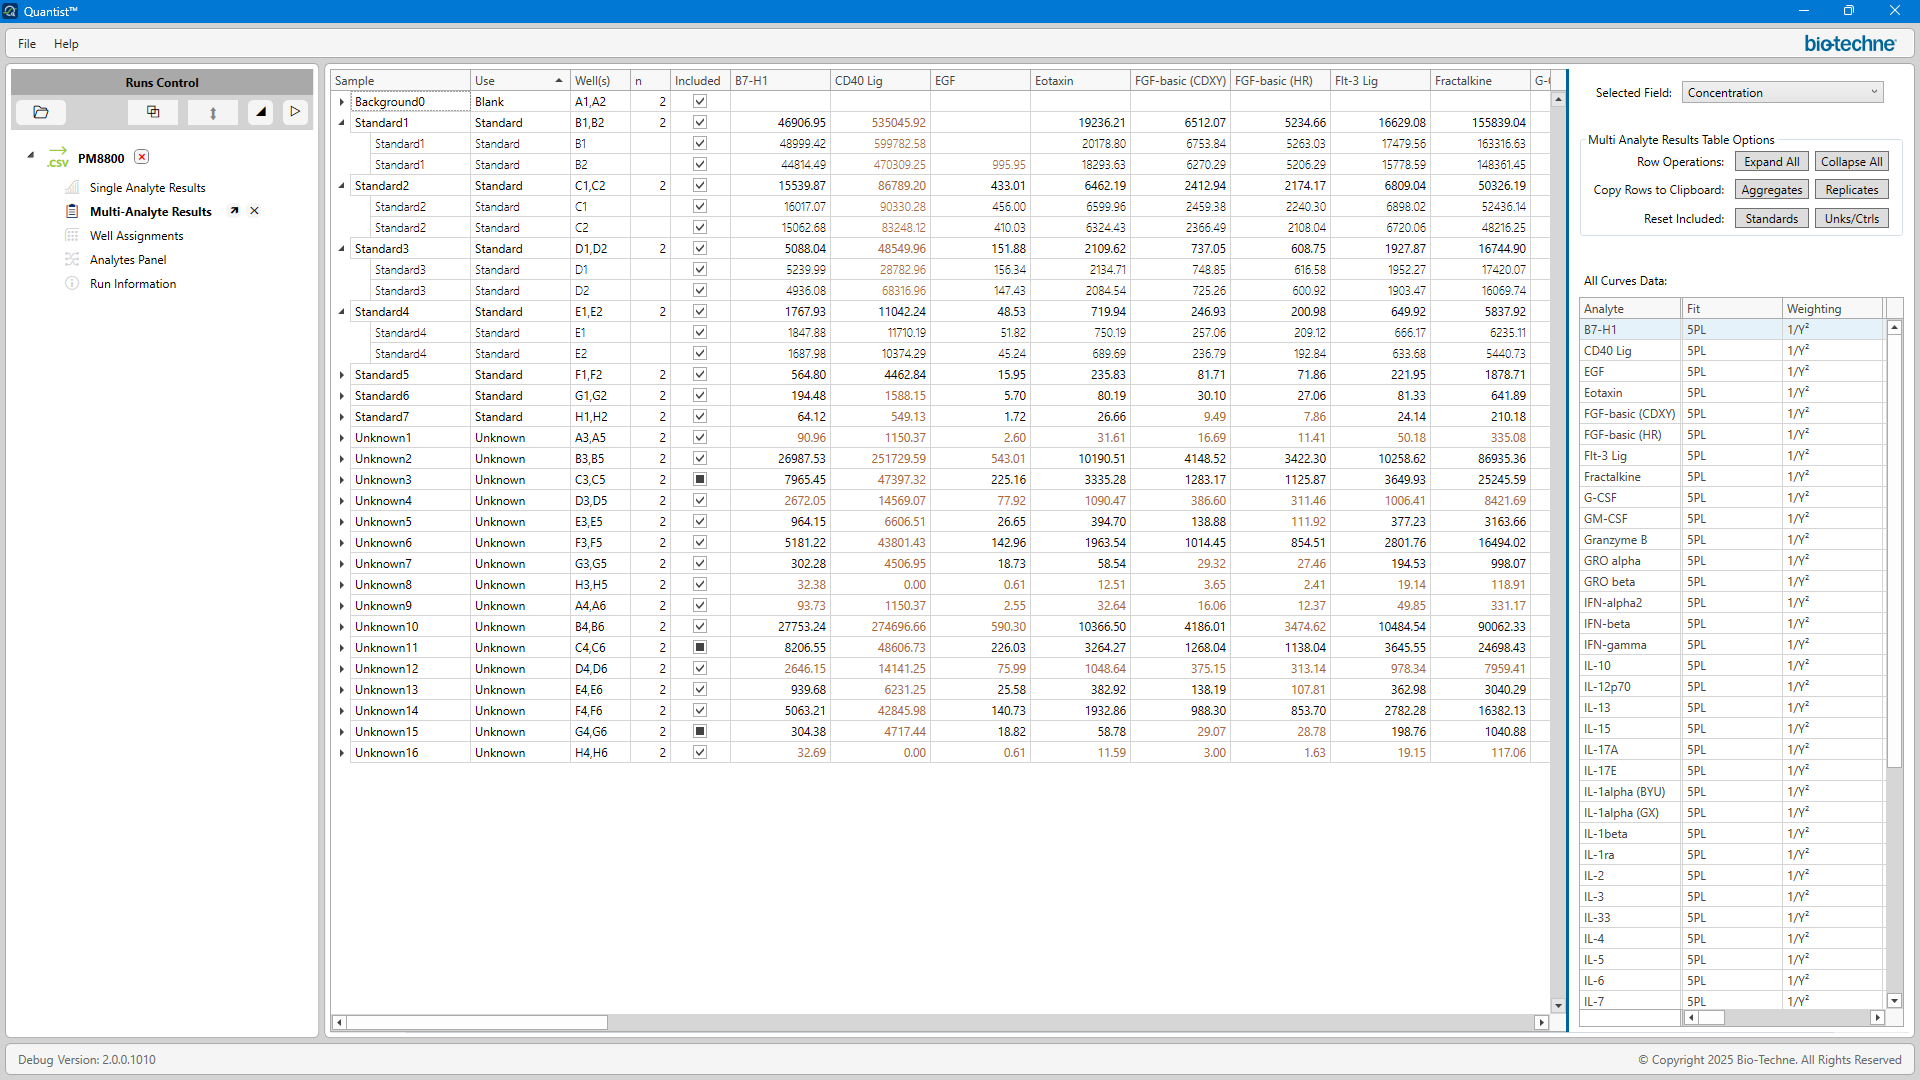 Quantist™
File Help
bio-techne
Runs Control
PM8800
.csv
Single Analyte Results
Multi-Analyte Results
Well Assignments
Analytes Panel
Run Information
Sample Use Well(s) n Included B7-H1 CD40 Lig EGF Eotaxin FGF-basic (CDXY) FGF-basic (HR) Flt-3 Lig Fractalkine
Background0 Blank A1,A2 2
Standard1 Standard B1,B2 2 46906.95 535045.92 19236.21 6512.07 5234.66 16629.08 155839.04
Standard1 Standard B1 48999.42 599782.58 20178.80 6753.84 5263.03 17479.56 163316.63
Standard1 Standard B2 44814.49 470309.25 995.95 18293.63 6270.29 5206.29 15778.59 148361.45
Standard2 Standard C1,C2 2 15539.87 86789.20 433.01 6462.19 2412.94 2174.17 6809.04 50326.19
Standard2 Standard C1 16017.07 90330.28 456.00 6599.96 2459.38 2240.30 6898.02 52436.14
Standard2 Standard C2 15062.68 83248.12 410.03 6324.43 2366.49 2108.04 6720.06 48216.25
Standard3 Standard D1,D2 2 5088.04 48549.96 151.88 2109.62 737.05 608.75 1927.87 16744.90
Standard3 Standard D1 5239.99 28782.96 156.34 2134.71 748.85 616.58 1952.27 17420.07
Standard3 Standard D2 4936.08 68316.96 147.43 2084.54 725.26 600.92 1903.47 16069.74
Standard4 Standard E1,E2 2 1767.93 11042.24 48.53 719.94 246.93 200.98 649.92 5837.92
Standard4 Standard E1 1847.88 11710.19 51.82 750.19 257.06 209.12 666.17 6235.11
Standard4 Standard E2 1687.98 10374.29 45.24 689.69 236.79 192.84 633.68 5440.73
Standard5 Standard F1,F2 2 564.80 4462.84 15.95 235.83 81.71 71.86 221.95 1878.71
Standard6 Standard G1,G2 2 194.48 1588.15 5.70 80.19 30.10 27.06 81.33 641.89
Standard7 Standard H1,H2 2 64.12 549.13 1.72 26.66 9.49 7.86 24.14 210.18
Unknown1 Unknown A3,A5 2 90.96 1150.37 2.60 31.61 16.69 11.41 50.18 335.08
Unknown2 Unknown B3,B5 2 26987.53 251729.59 543.01 10190.51 4148.52 3422.30 10258.62 86935.36
Unknown3 Unknown C3,C5 2 7965.45 47397.32 225.16 3335.28 1283.17 1125.87 3649.93 25245.59
Unknown4 Unknown D3,D5 2 2672.05 14569.07 77.92 1090.47 386.60 311.46 1006.41 8421.69
Unknown5 Unknown E3,E5 2 964.15 6606.51 26.65 394.70 138.88 111.92 377.23 3163.66
Unknown6 Unknown F3,F5 2 5181.22 43801.43 142.96 1963.54 1014.45 854.51 2801.76 16494.02
Unknown7 Unknown G3,G5 2 302.28 4506.95 18.73 58.54 29.32 27.46 194.53 998.07
Unknown8 Unknown H3,H5 2 32.38 0.00 0.61 12.51 3.65 2.41 19.14 118.91
Unknown9 Unknown A4,A6 2 93.73 1150.37 2.55 32.64 16.06 12.37 49.85 331.17
Unknown10 Unknown B4,B6 2 27753.24 274696.66 590.30 10366.50 4186.01 3474.62 10484.54 90062.33
Unknown11 Unknown C4,C6 2 8206.55 48606.73 226.03 3264.27 1268.04 1138.04 3645.55 24698.43
Unknown12 Unknown D4,D6 2 2646.15 14141.25 75.99 1048.64 375.15 313.14 978.34 7959.41
Unknown13 Unknown E4,E6 2 939.68 6231.25 25.58 382.92 138.19 107.81 362.98 3040.29
Unknown14 Unknown F4,F6 2 5063.21 42845.98 140.73 1932.86 988.30 853.70 2782.28 16382.13
Unknown15 Unknown G4,G6 2 304.38 4717.44 18.82 58.78 29.07 28.78 198.76 1040.88
Unknown16 Unknown H4,H6 2 32.69 0.00 0.61 11.59 3.00 1.63 19.15 117.06
Selected Field: Concentration
Multi Analyte Results Table Options
Row Operations: Expand All Collapse All
Copy Rows to Clipboard: Aggregates Replicates
Reset Included: Standards Unks/Ctrls
All Curves Data:
Analyte Fit Weighting
B7-H1 5PL 1/Y²
CD40 Lig 5PL 1/Y²
EGF 5PL 1/Y²
Eotaxin 5PL 1/Y²
FGF-basic (CDXY) 5PL 1/Y²
FGF-basic (HR) 5PL 1/Y²
Flt-3 Lig 5PL 1/Y²
Fractalkine 5PL 1/Y²
G-CSF 5PL 1/Y²
GM-CSF 5PL 1/Y²
Granzyme B 5PL 1/Y²
GRO alpha 5PL 1/Y²
GRO beta 5PL 1/Y²
IFN-alpha2 5PL 1/Y²
IFN-beta 5PL 1/Y²
IFN-gamma 5PL 1/Y²
IL-10 5PL 1/Y²
IL-12p70 5PL 1/Y²
IL-13 5PL 1/Y²
IL-15 5PL 1/Y²
IL-17A 5PL 1/Y²
IL-17E 5PL 1/Y²
IL-1alpha (BYU) 5PL 1/Y²
IL-1alpha (GX) 5PL 1/Y²
IL-1beta 5PL 1/Y²
IL-1ra 5PL 1/Y²
IL-2 5PL 1/Y²
IL-3 5PL 1/Y²
IL-33 5PL 1/Y²
IL-4 5PL 1/Y²
IL-5 5PL 1/Y²
IL-6 5PL 1/Y²
IL-7 5PL 1/Y²
Debug Version: 2.0.0.1010
© Copyright 2025 Bio-Techne. All Rights Reserved